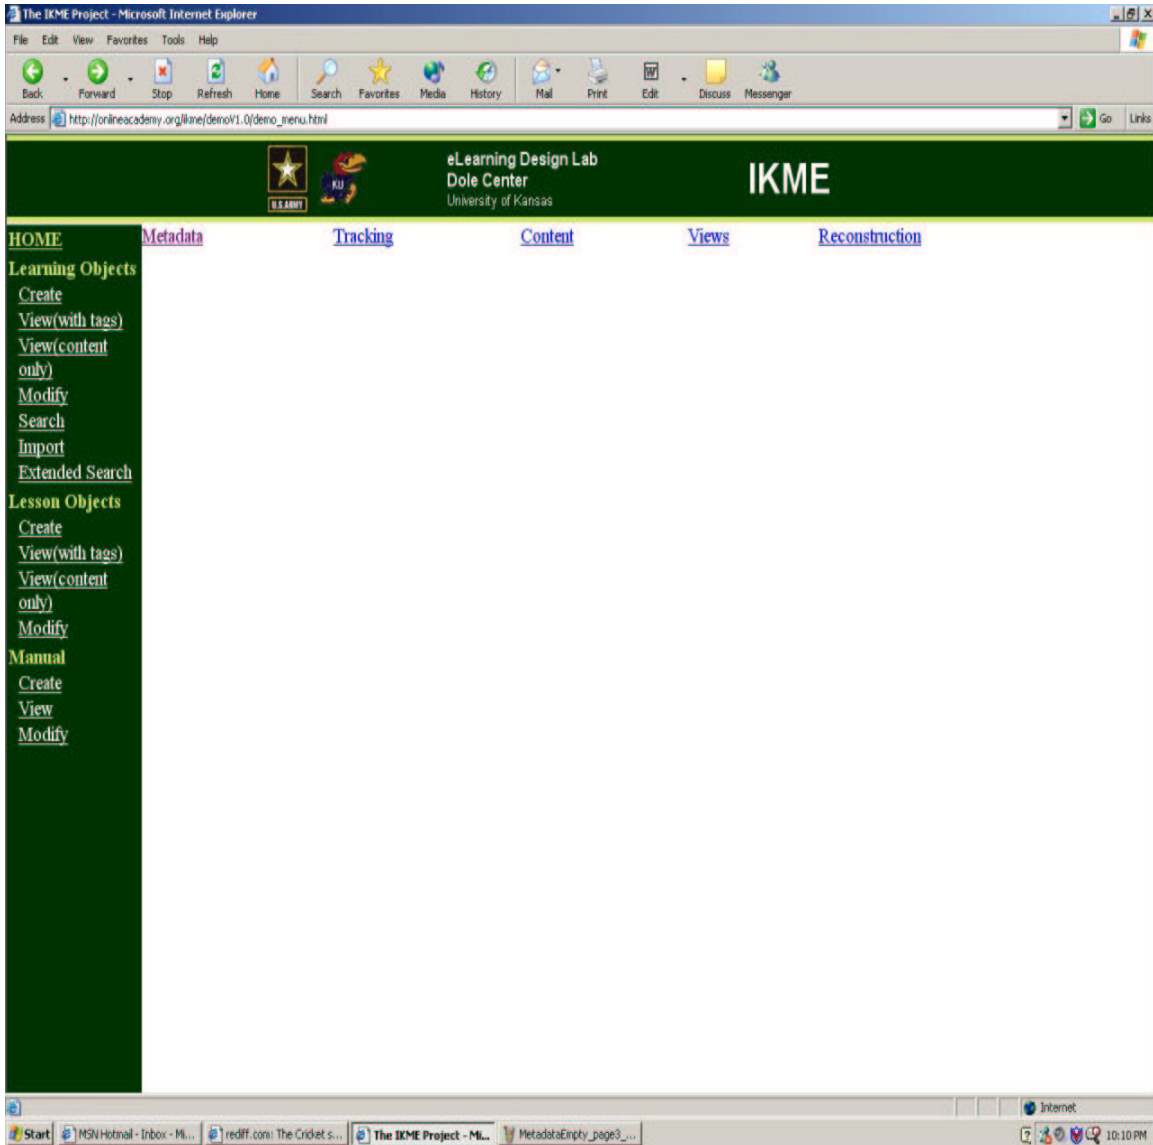 The IKME Project - Microsoft Internet Explorer
File Edit View Favorites Tools Help
Back Forward Stop Refresh Home Search Favorites Media History Mail Print Edit Discuss Messenger
Address http://onlineacademy.org/ikme/demoV1.0/demo_menu.html Go Links
U.S.ARMY
KU
eLearning Design Lab
Dole Center
University of Kansas
IKME
Metadata Tracking Content Views Reconstruction
HOME
Learning Objects
Create
View(with tags)
View(content
only)
Modify
Search
Import
Extended Search
Lesson Objects
Create
View(with tags)
View(content
only)
Modify
Manual
Create
View
Modify
Internet
Start MSN Hotmail - Inbox - Mi... rediff.com: The Cricket s... The IKME Project - Mi... MetadataEmpty_page3_... 10:10 PM